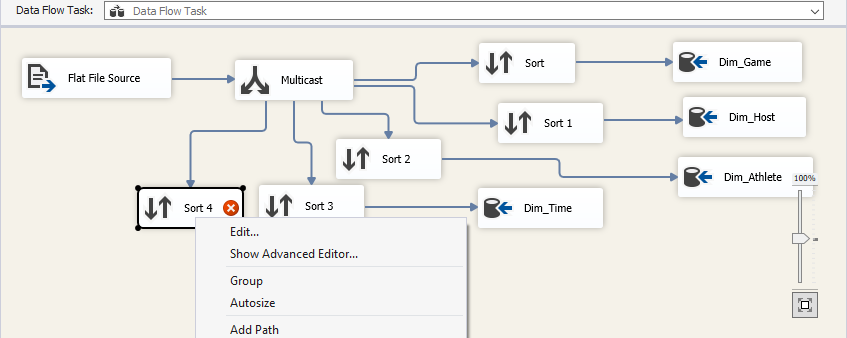 Data Flow Task: Data Flow Task
Flat File Source
Multicast
Sort
Dim_Game
Sort 1
Dim_Host
Sort 2
Dim_Athlete
100%
Sort 4
Sort 3
Dim_Time
Edit...
Show Advanced Editor...
Group
Autosize
Add Path